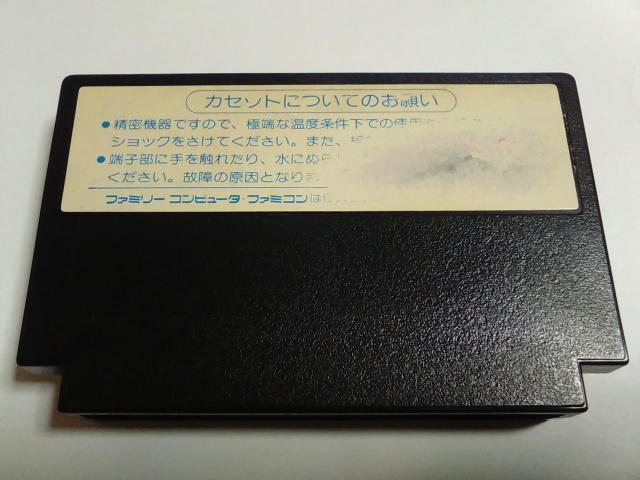 カセットについてのお願い
●精密機器ですので、極端な温度条件下での使用
ショックをさけてください。また、
●端子部に手を触れたり、水にぬら
ください。故障の原因となりま
ファミリー コンピュータ・ファミコンは